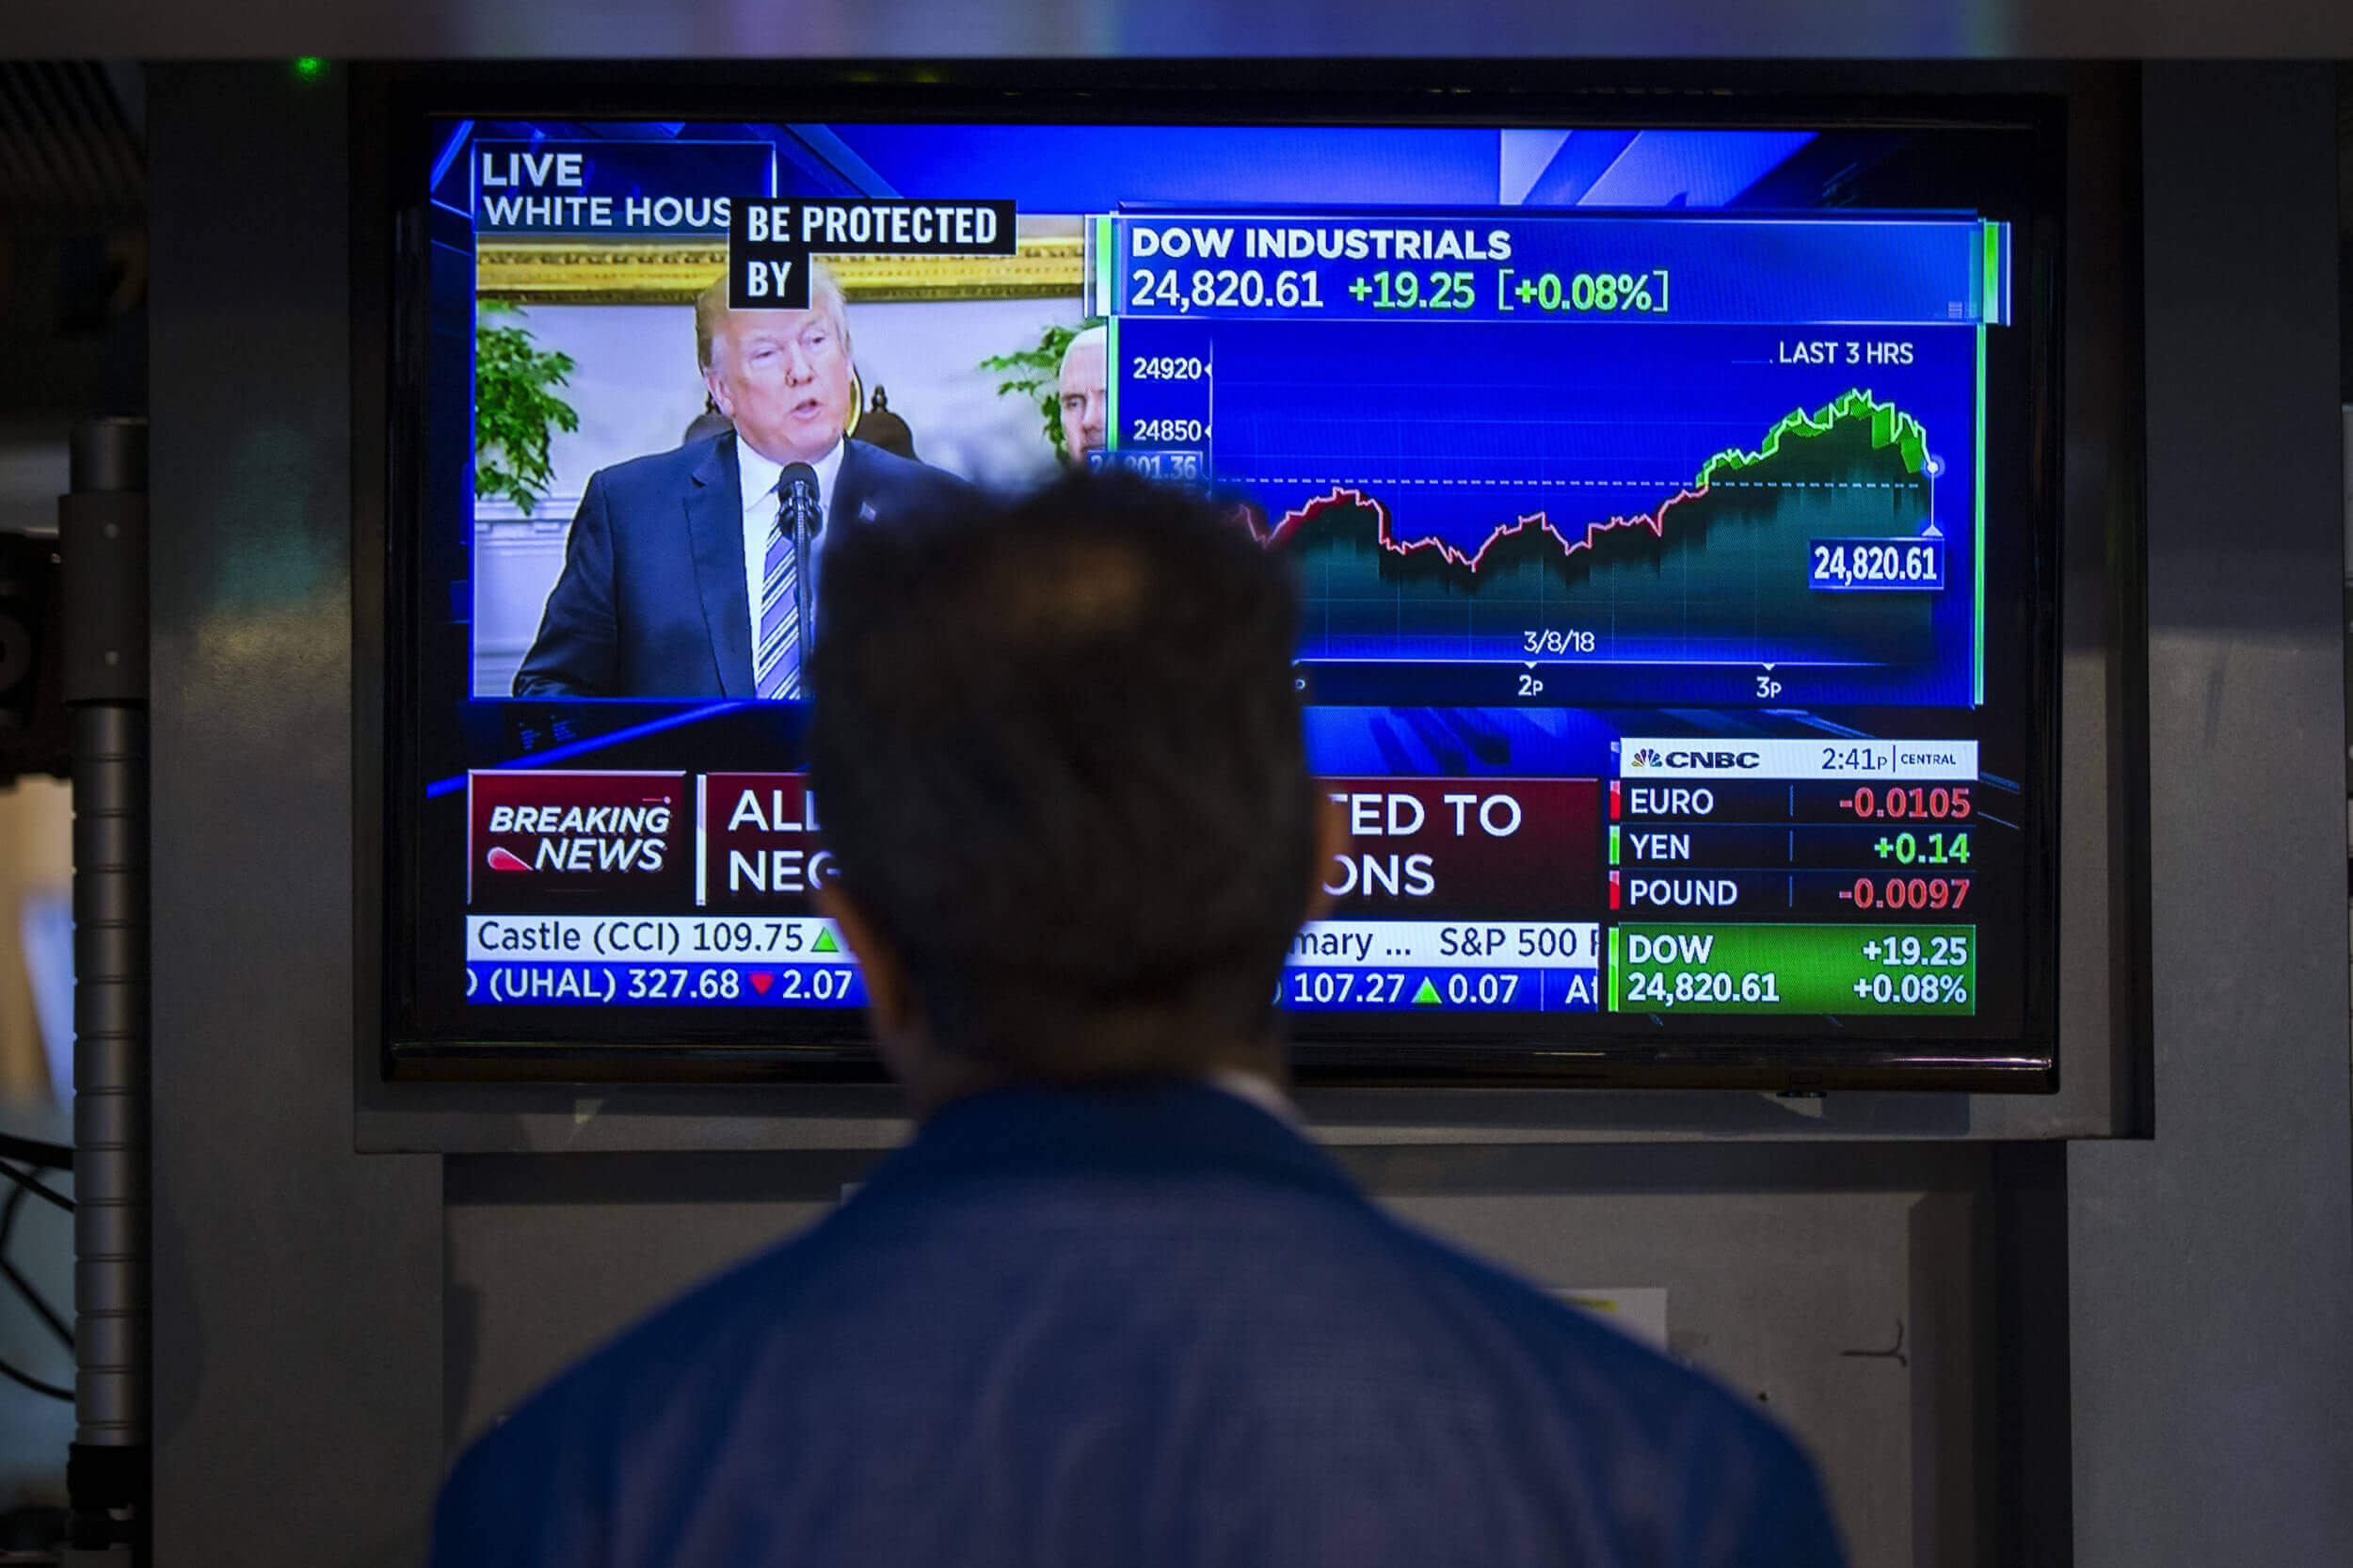 LIVE
WHITE HOUS
BE PROTECTED
BY
DOW INDUSTRIALS
24,820.61 +19.25 [+0.08%]
LAST 3 HRS
24920
24850
24,801.36
24,820.61
3/8/18
2P 3P
BREAKING
NEWS
ALL TED TO
NEG ONS
CNBC 2:41P CENTRAL
EURO -0.0105
YEN +0.14
POUND -0.0097
Castle (CCI) 109.75 mary ... S&P 500
(UHAL) 327.68 2.07 107.27 0.07
DOW +19.25
24,820.61 +0.08%